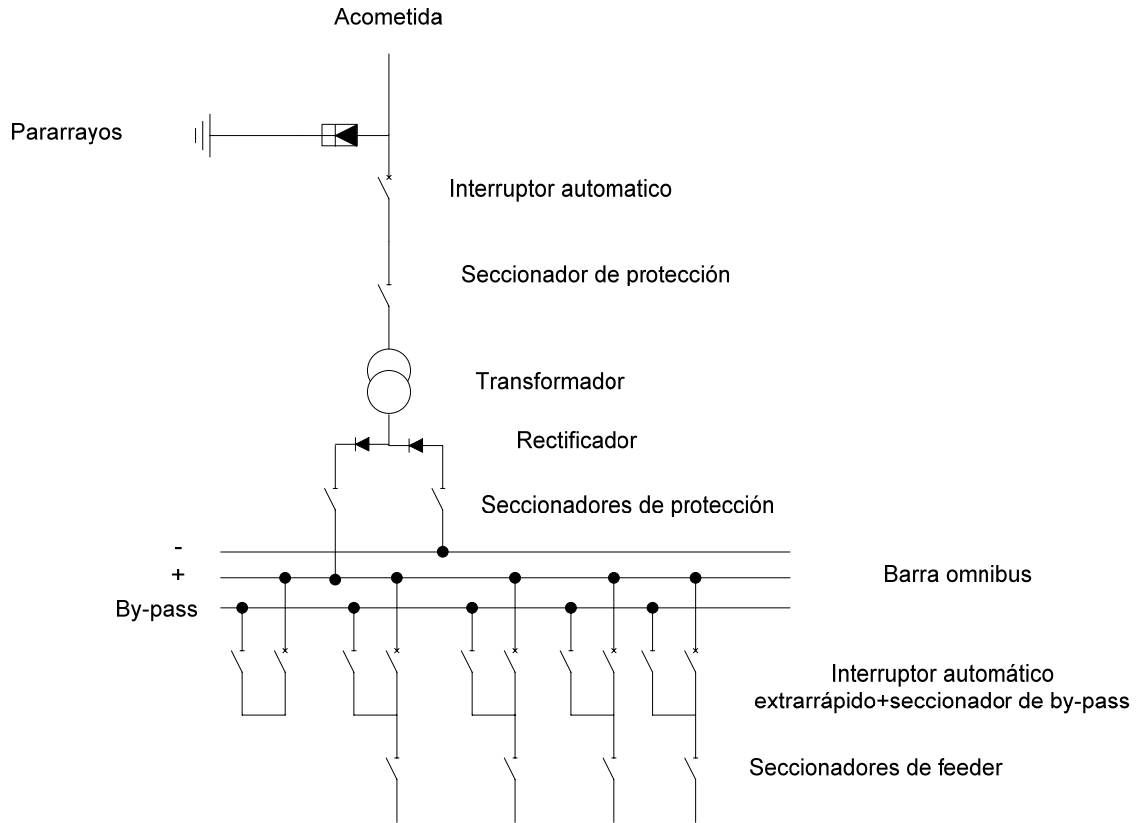 Acometida
Pararrayos
Interruptor automatico
Seccionador de protección
Transformador
Rectificador
Seccionadores de protección
-
+
Barra omnibus
By-pass
Interruptor automático
extrarrápido+seccionador de by-pass
Seccionadores de feeder